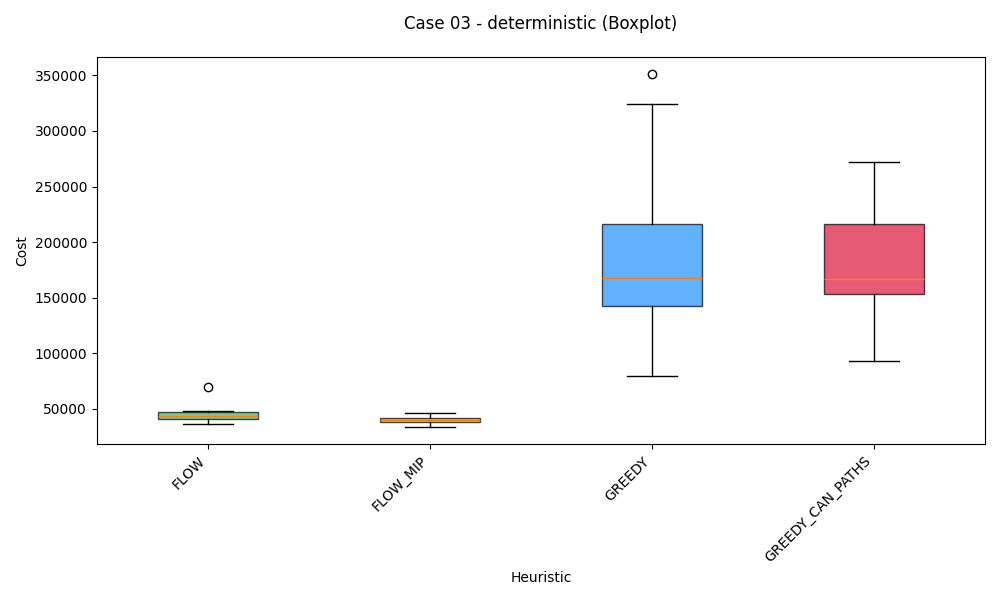 Case 03 - deterministic (Boxplot)
350000
300000
250000
200000
150000
100000
50000
Cost
FLOW
FLOW_MIP
GREEDY
GREEDY_CAN_PATHS
Heuristic